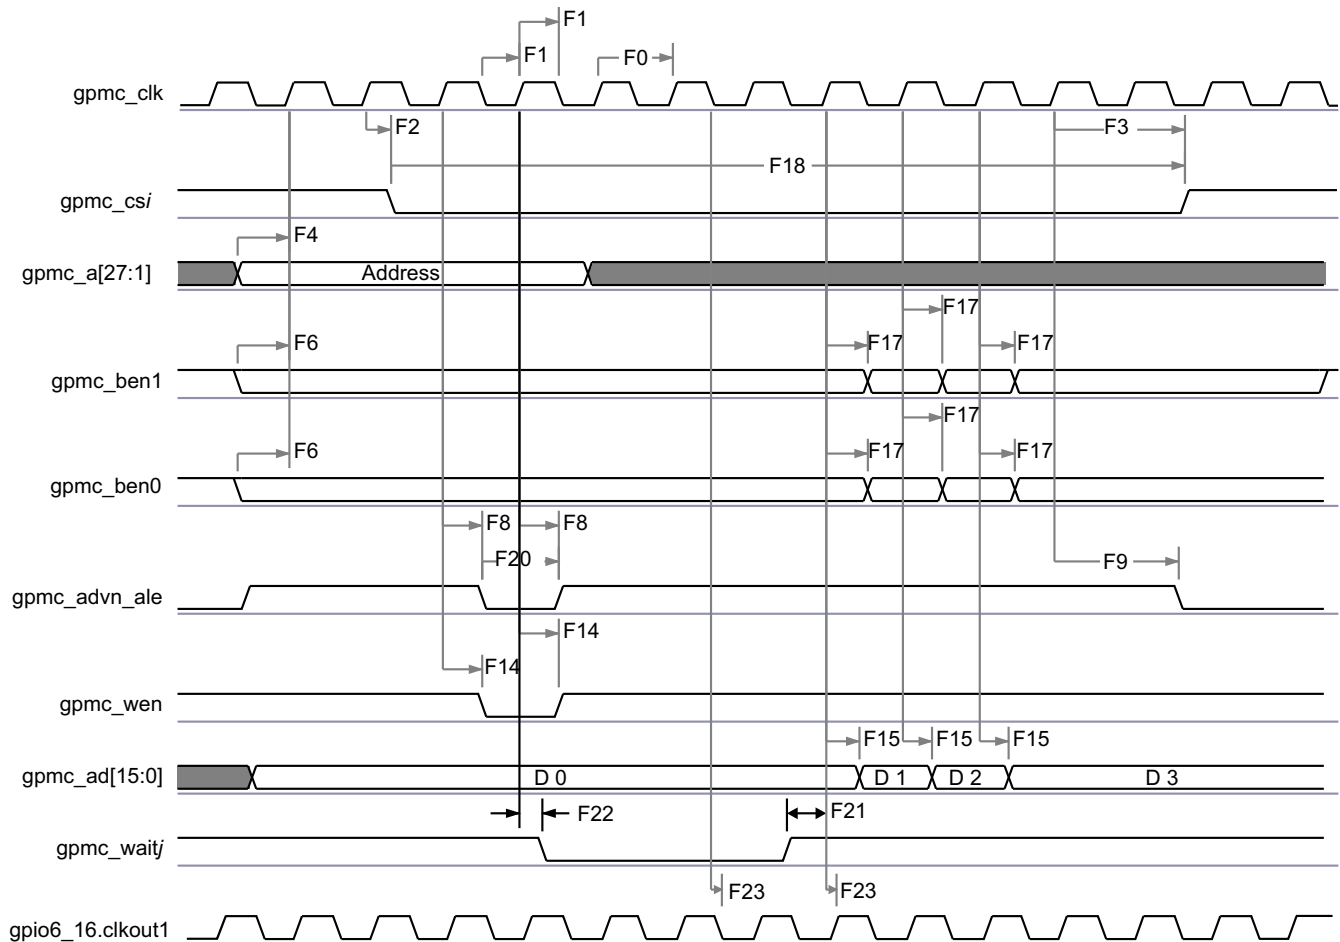 F1
F1
F0
gpmc_clk
F2
F3
F18
gpmc_csi
F4
gpmc_a[27:1]
Address
F17
F6
F17
F17
gpmc_ben1
F17
F6
F17
F17
gpmc_ben0
F8
F8
F20
F9
gpmc_advn_ale
F14
F14
gpmc_wen
F15
F15
F15
gpmc_ad[15:0]
D 0
D 1
D 2
D 3
F22
F21
gpmc_waitj
F23
F23
gpio6_16.clkout1